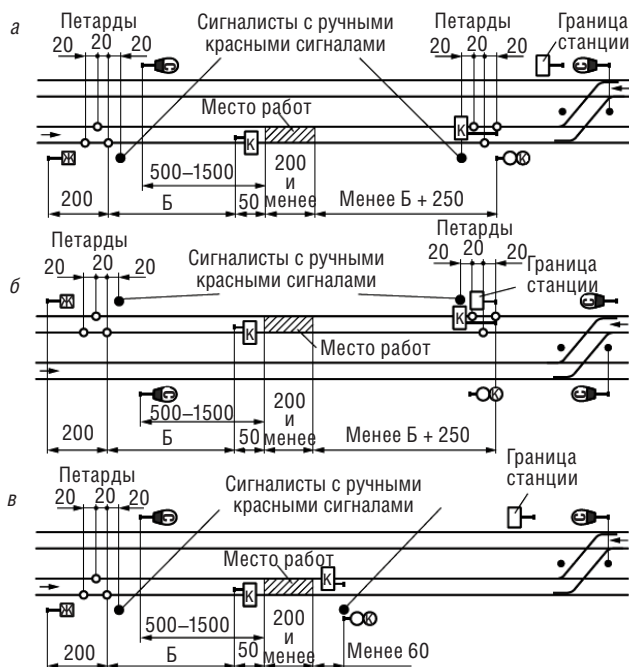 а
Петарды
20 20 20
С
Сигналисты с ручными
красными сигналами
Петарды
20 20 20
Граница
станции
С
Место работ
К
К
Ж
К
500–1500
200
и
менее
200
Б
50
Менее Б + 250
б
Петарды
20 20 20
Ж
Сигналисты с ручными
красными сигналами
Петарды
20 20 20
Граница
станции
С
К
К
Место работ
С
К
С
500–1500
200
и
менее
200
Б
50
Менее Б + 250
в
Петарды
20 20 20
С
Сигналисты с ручными
красными сигналами
Граница
станции
С
Место работ
К
К
Ж
К
500–1500
200
и
менее
200
Б
50
Менее 60